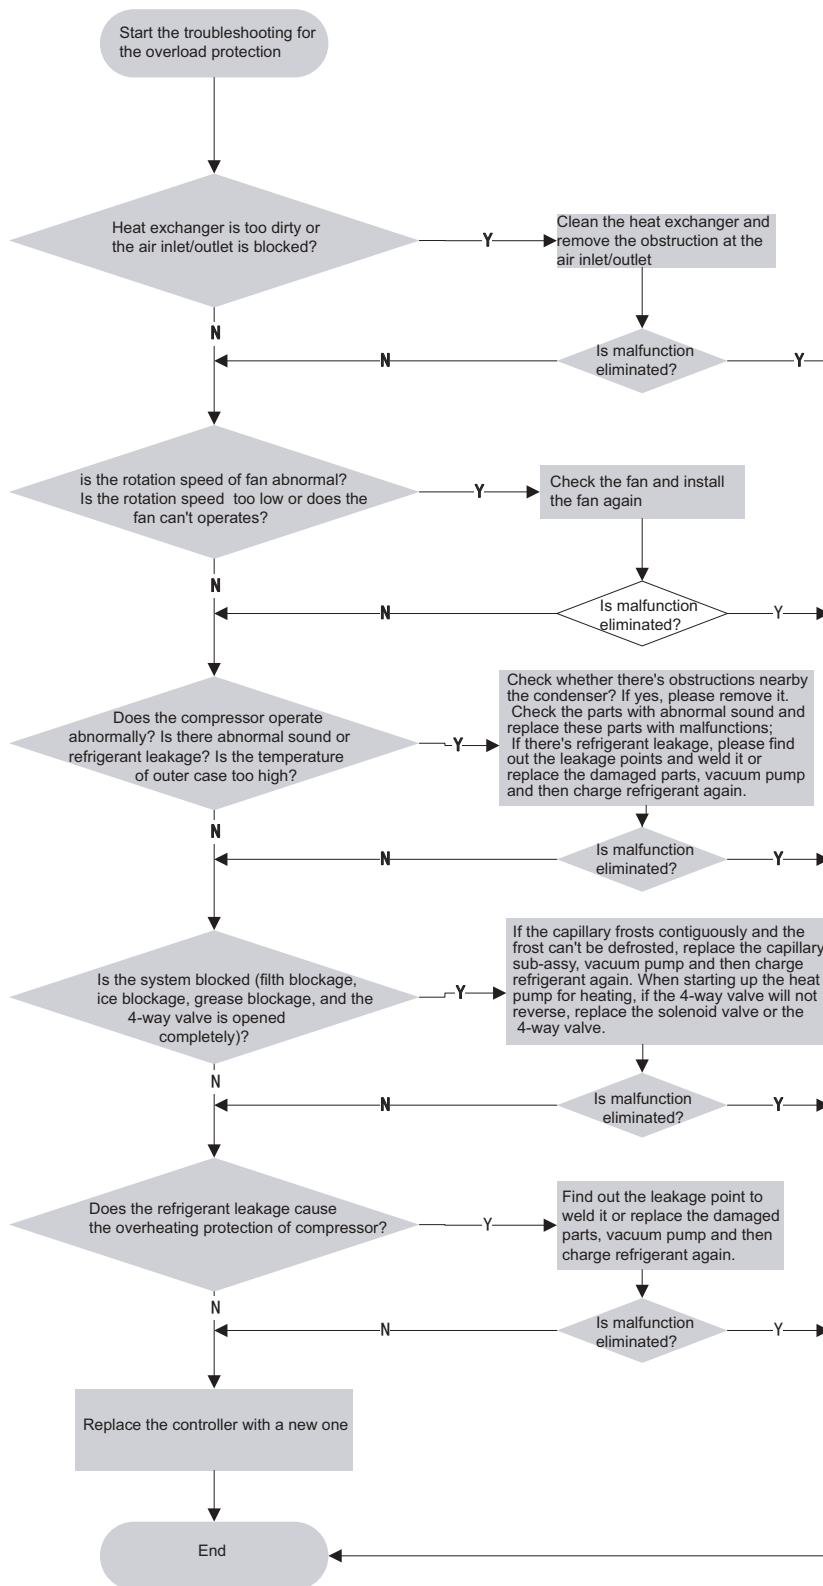 Start the troubleshooting for
the overload protection
Heat exchanger is too dirty or
the air inlet/outlet is blocked?
Y
Clean the heat exchanger and
remove the obstruction at the
air inlet/outlet
N
Is malfunction
eliminated?
N
Y
is the rotation speed of fan abnormal?
Is the rotation speed too low or does the
fan can't operates?
Y
Check the fan and install
the fan again
N
Is malfunction
eliminated?
N
Y
Does the compressor operate
abnormally? Is there abnormal sound or
refrigerant leakage? Is the temperature
of outer case too high?
Y
Check whether there's obstructions nearby
the condenser? If yes, please remove it.
Check the parts with abnormal sound and
replace these parts with malfunctions;
If there's refrigerant leakage, please find
out the leakage points and weld it or
replace the damaged parts, vacuum pump
and then charge refrigerant again.
N
Is malfunction
eliminated?
N
Y
Is the system blocked (filth blockage,
ice blockage, grease blockage, and the
4-way valve is opened
completely)?
Y
If the capillary frosts contiguously and the
frost can't be defrosted, replace the capillary
sub-assy, vacuum pump and then charge
refrigerant again. When starting up the heat
pump for heating, if the 4-way valve will not
reverse, replace the solenoid valve or the
4-way valve.
N
Is malfunction
eliminated?
N
Y
Does the refrigerant leakage cause
the overheating protection of compressor?
Y
Find out the leakage point to
weld it or replace the damaged
parts, vacuum pump and then
charge refrigerant again.
N
Is malfunction
eliminated?
N
Y
Replace the controller with a new one
End